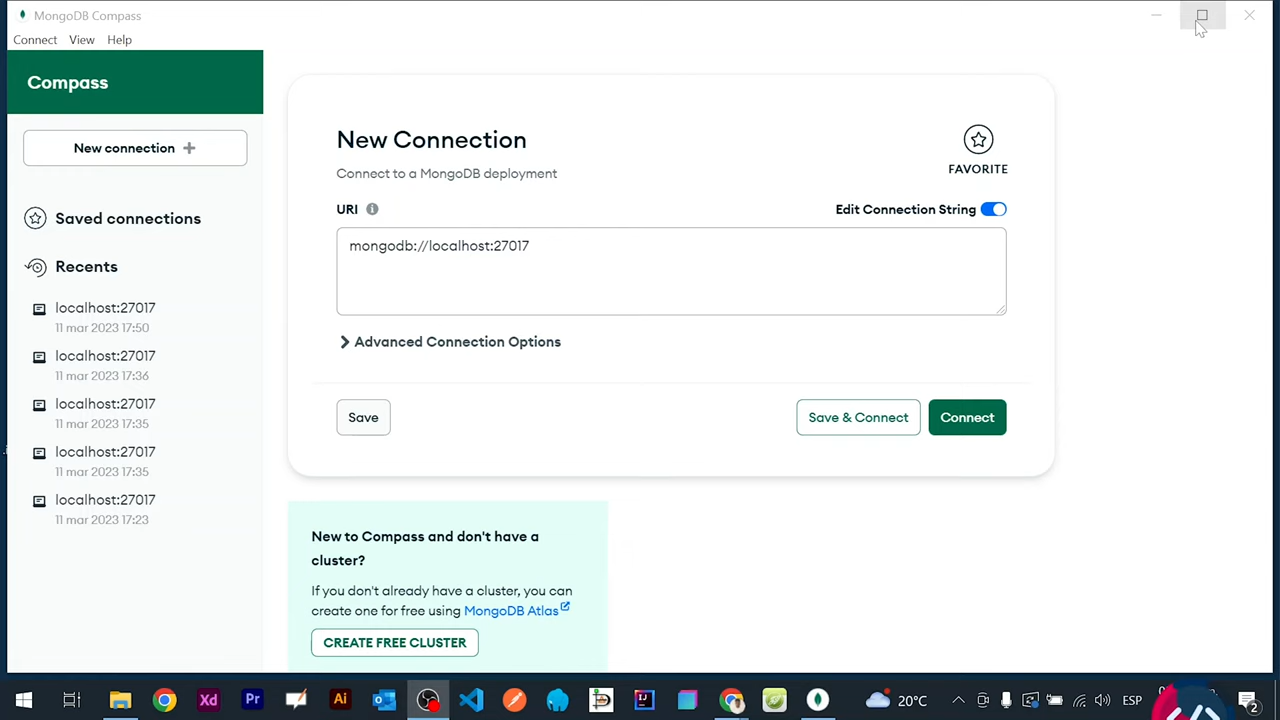 MongoDB Compass
Connect View Help
Compass
New connection
Saved connections
Recents
localhost:27017
11 mar 2023 17:50
localhost:27017
11 mar 2023 17:36
localhost:27017
11 mar 2023 17:35
localhost:27017
11 mar 2023 17:35
localhost:27017
11 mar 2023 17:23
New Connection
Connect to a MongoDB deployment
FAVORITE
URI
Edit Connection String
mongodb://localhost:27017
Advanced Connection Options
Save
Save & Connect
Connect
New to Compass and don't have a
cluster?
If you don't already have a cluster, you can
create one for free using MongoDB Atlas
CREATE FREE CLUSTER
Xd
Pr
Ai
20°C
ESP
2